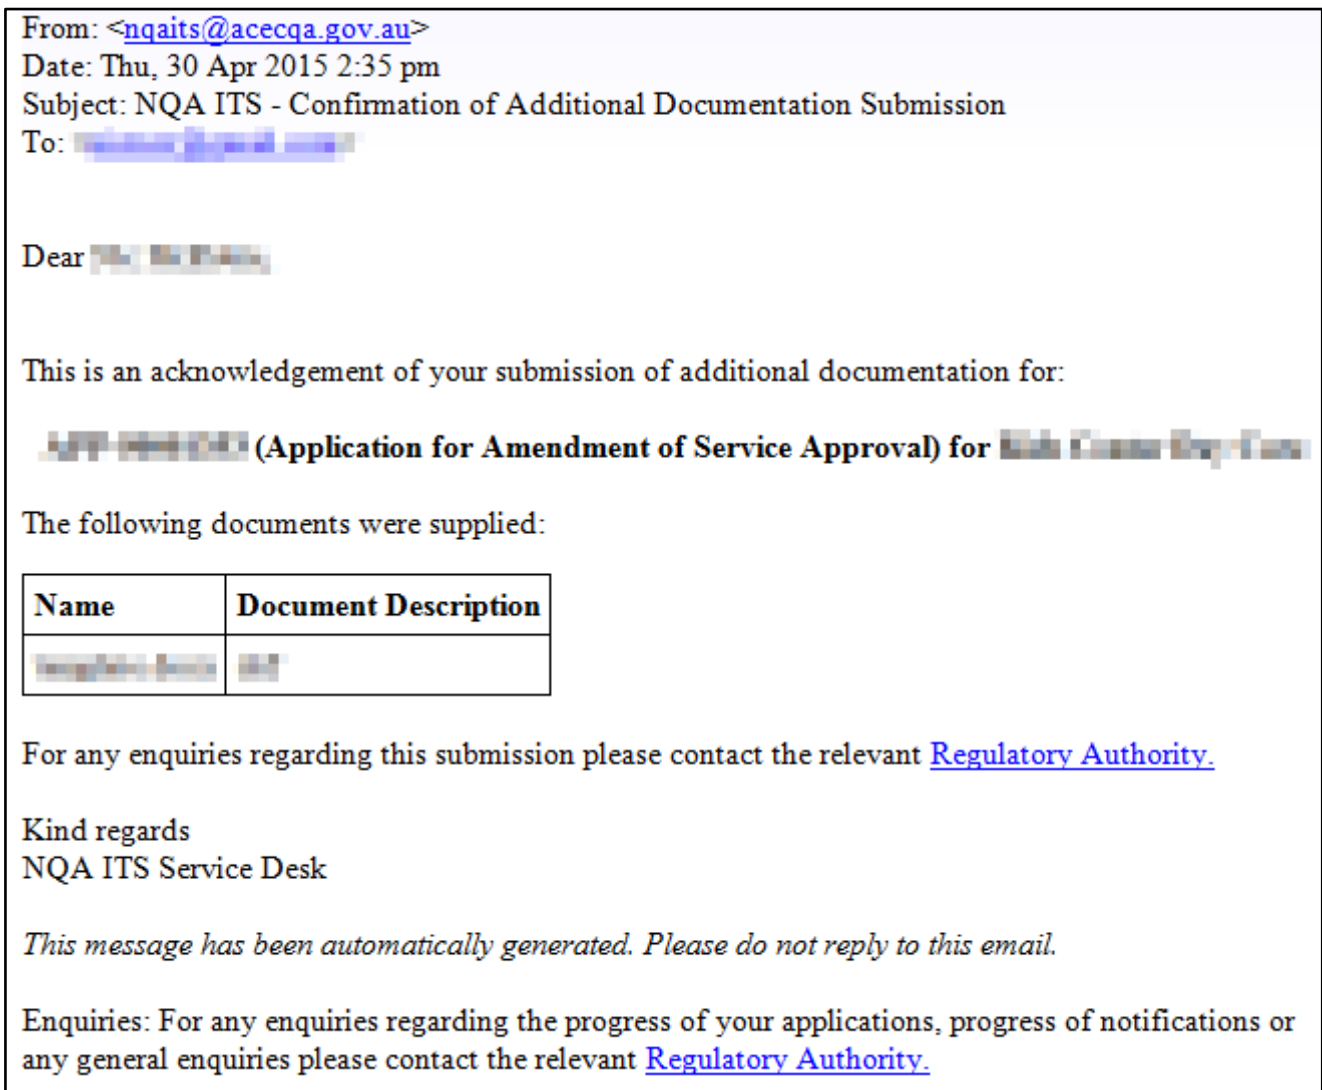 From: <nqaits@acecqa.gov.au>
Date: Thu, 30 Apr 2015 2:35 pm
Subject: NQA ITS - Confirmation of Additional Documentation Submission
To:
Dear
This is an acknowledgement of your submission of additional documentation for:
(Application for Amendment of Service Approval) for
The following documents were supplied:
Name Document Description
For any enquiries regarding this submission please contact the relevant Regulatory Authority.
Kind regards
NQA ITS Service Desk
This message has been automatically generated. Please do not reply to this email.
Enquiries: For any enquiries regarding the progress of your applications, progress of notifications or
any general enquiries please contact the relevant Regulatory Authority.